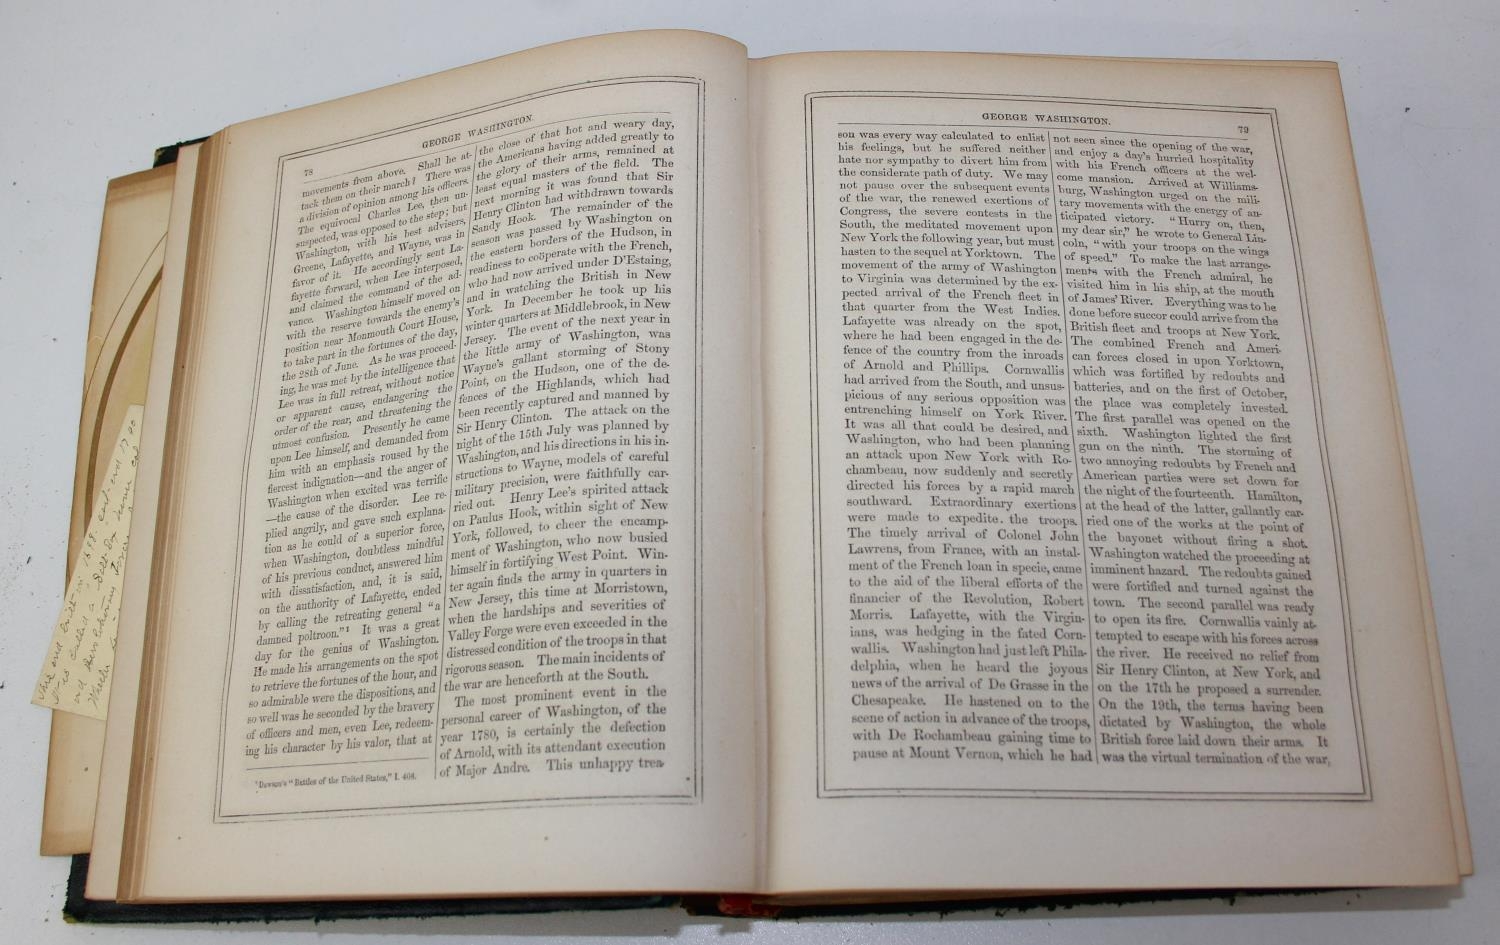 78
GEORGE WASHINGTON.
movements from above. Shall he at-
tack them on their march? There was
a division of opinion among his officers.
The equivocal Charles Lee, then un-
suspected, was opposed to the step; but
Washington, with his best advisers,
Greene, Lafayette, and Wayne, was in
favor of it. He accordingly sent La-
fayette forward, when Lee interposed,
and claimed the command of the ad-
vance. Washington himself moved on
with the reserve towards the enemy's
position near Monmouth Court House,
to take part in the fortunes of the day,
the 28th of June. As he was proceed-
ing, he was met by the intelligence that
Lee was in full retreat, without notice
or apparent cause, endangering the
order of the rear, and threatening the
utmost confusion. Presently he came
upon Lee himself, and demanded from
him with an emphasis roused by the
fiercest indignation—and the anger of
Washington when excited was terrific
—the cause of the disorder. Lee re-
plied angrily, and gave such explana-
tion as he could of a superior force,
when Washington, doubtless mindful
of his previous conduct, answered him
with dissatisfaction, and, it is said,
on the authority of Lafayette, ended
by calling the retreating general "a
damned poltroon."¹ It was a great
day for the genius of Washington.
He made his arrangements on the spot
to retrieve the fortunes of the hour, and
so admirable were the dispositions, and
so well was he seconded by the bravery
of officers and men, even Lee, redeem-
ing his character by his valor, that at
¹ Dawson's "Battles of the United States," I. 408.
the close of that hot and weary day,
the Americans having added greatly to
the glory of their arms, remained at
least equal masters of the field. The
next morning it was found that Sir
Henry Clinton had withdrawn towards
Sandy Hook. The remainder of the
season was passed by Washington on
the eastern borders of the Hudson, in
readiness to coöperate with the French,
who had now arrived under D'Estaing,
and in watching the British in New
York. In December he took up his
winter quarters at Middlebrook, in New
Jersey. The event of the next year in
the little army of Washington, was
Wayne's gallant storming of Stony
Point, on the Hudson, one of the de-
fences of the Highlands, which had
been recently captured and manned by
Sir Henry Clinton. The attack on the
night of the 15th July was planned by
Washington, and his directions in his in-
structions to Wayne, models of careful
military precision, were faithfully car-
ried out. Henry Lee's spirited attack
on Paulus Hook, within sight of New
York, followed, to cheer the encamp-
ment of Washington, who now busied
himself in fortifying West Point. Win-
ter again finds the army in quarters in
New Jersey, this time at Morristown,
when the hardships and severities of
Valley Forge were even exceeded in the
distressed condition of the troops in that
rigorous season. The main incidents of
the war are henceforth at the South.
The most prominent event in the
personal career of Washington, of the
year 1780, is certainly the defection
of Arnold, with its attendant execution
of Major Andre. This unhappy trea-
GEORGE WASHINGTON.
79
son was every way calculated to enlist
his feelings, but he suffered neither
hate nor sympathy to divert him from
the considerate path of duty. We may
not pause over the subsequent events
of the war, the renewed exertions of
Congress, the severe contests in the
South, the meditated movement upon
New York the following year, but must
hasten to the sequel at Yorktown. The
movement of the army of Washington
to Virginia was determined by the ex-
pected arrival of the French fleet in
that quarter from the West Indies.
Lafayette was already on the spot,
where he had been engaged in the de-
fence of the country from the inroads
of Arnold and Phillips. Cornwallis
had arrived from the South, and unsus-
picious of any serious opposition was
entrenching himself on York River.
It was all that could be desired, and
Washington, who had been planning
an attack upon New York with Ro-
chambeau, now suddenly and secretly
directed his forces by a rapid march
southward. Extraordinary exertions
were made to expedite. the troops.
The timely arrival of Colonel John
Lawrens, from France, with an instal-
ment of the French loan in specie, came
to the aid of the liberal efforts of the
financier of the Revolution, Robert
Morris. Lafayette, with the Virgin-
ians, was hedging in the fated Corn-
wallis. Washington had just left Phila-
delphia, when he heard the joyous
news of the arrival of De Grasse in the
Chesapeake. He hastened on to the
scene of action in advance of the troops,
with De Rochambeau gaining time to
pause at Mount Vernon, which he had
not seen since the opening of the war,
and enjoy a day's hurried hospitality
with his French officers at the wel-
come mansion. Arrived at Williams-
burg, Washington urged on the mili-
tary movements with the energy of an-
ticipated victory. "Hurry on, then,
my dear sir," he wrote to General Lin-
coln, "with your troops on the wings
of speed." To make the last arrange-
ments with the French admiral, he
visited him in his ship, at the mouth
of James' River. Everything was to be
done before succor could arrive from the
British fleet and troops at New York.
The combined French and Ameri-
can forces closed in upon Yorktown,
which was fortified by redoubts and
batteries, and on the first of October,
the place was completely invested.
The first parallel was opened on the
sixth. Washington lighted the first
gun on the ninth. The storming of
two annoying redoubts by French and
American parties were set down for
the night of the fourteenth. Hamilton,
at the head of the latter, gallantly car-
ried one of the works at the point of
the bayonet without firing a shot.
Washington watched the proceeding at
imminent hazard. The redoubts gained
were fortified and turned against the
town. The second parallel was ready
to open its fire. Cornwallis vainly at-
tempted to escape with his forces across
the river. He received no relief from
Sir Henry Clinton, at New York, and
on the 17th he proposed a surrender.
On the 19th, the terms having been
dictated by Washington, the whole
British force laid down their arms. It
was the virtual termination of the war,